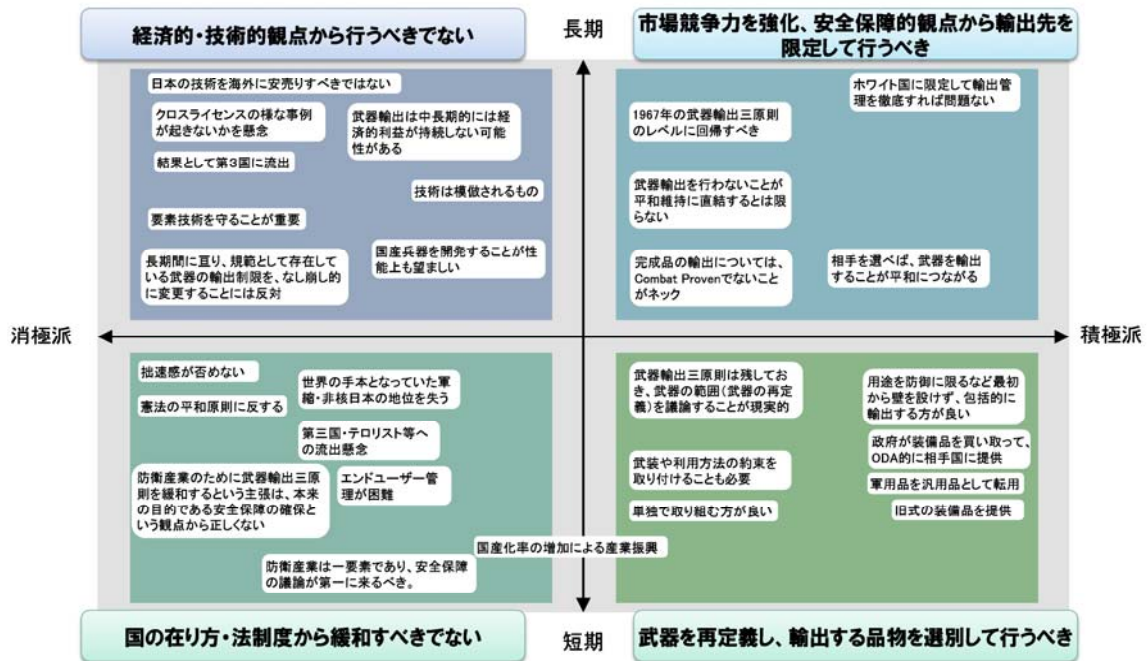 経済的・技術的観点から行うべきでない
長期
市場競争力を強化、安全保障的観点から輸出先を
限定して行うべき
日本の技術を海外に安売りすべきではない
クロスライセンスの様な事例
が起きないかを懸念
武器輸出は中長期的には経
済的利益が持続しない可能
性がある
結果として第3国に流出
技術は模倣されるもの
要素技術を守ることが重要
長期間に亘り、規範として存在し
ている武器の輸出制限を、なし崩し的
に変更することには反対
国産兵器を開発することが性
能上も望ましい
ホワイト国に限定して輸出管
理を徹底すれば問題ない
1967年の武器輸出三原則
のレベルに回帰すべき
武器輸出を行わないことが
平和維持に直結するとは限
らない
完成品の輸出については、
Combat Provenでないこと
がネック
相手を選べば、武器を輸出
することが平和につながる
消極派
積極派
拙速感が否めない
世界の手本となっていた軍
縮・非核日本の地位を失う
憲法の平和原則に反する
第三国・テロリスト等へ
の流出懸念
防衛産業のために武器輸出三原
則を緩和するという主張は、本来
の目的である安全保障の確保と
いう観点から正しくない
エンドユーザー管
理が困難
国産化率の増加による産業振興
防衛産業は一要素であり、安全保障
の議論が第一に来るべき。
武器輸出三原則は残してお
き、武器の範囲(武器の再定
義)を議論することが現実的
用途を防御に限るなど最初
から壁を設けず、包括的に
輸出する方が良い
政府が装備品を買い取って、
ODA的に相手国に提供
武装や利用方法の約束を
取り付けることも必要
軍用品を汎用品として転用
単独で取り組む方が良い
旧式の装備品を提供
国の在り方・法制度から緩和すべきでない
短期
武器を再定義し、輸出する品物を選別して行うべき